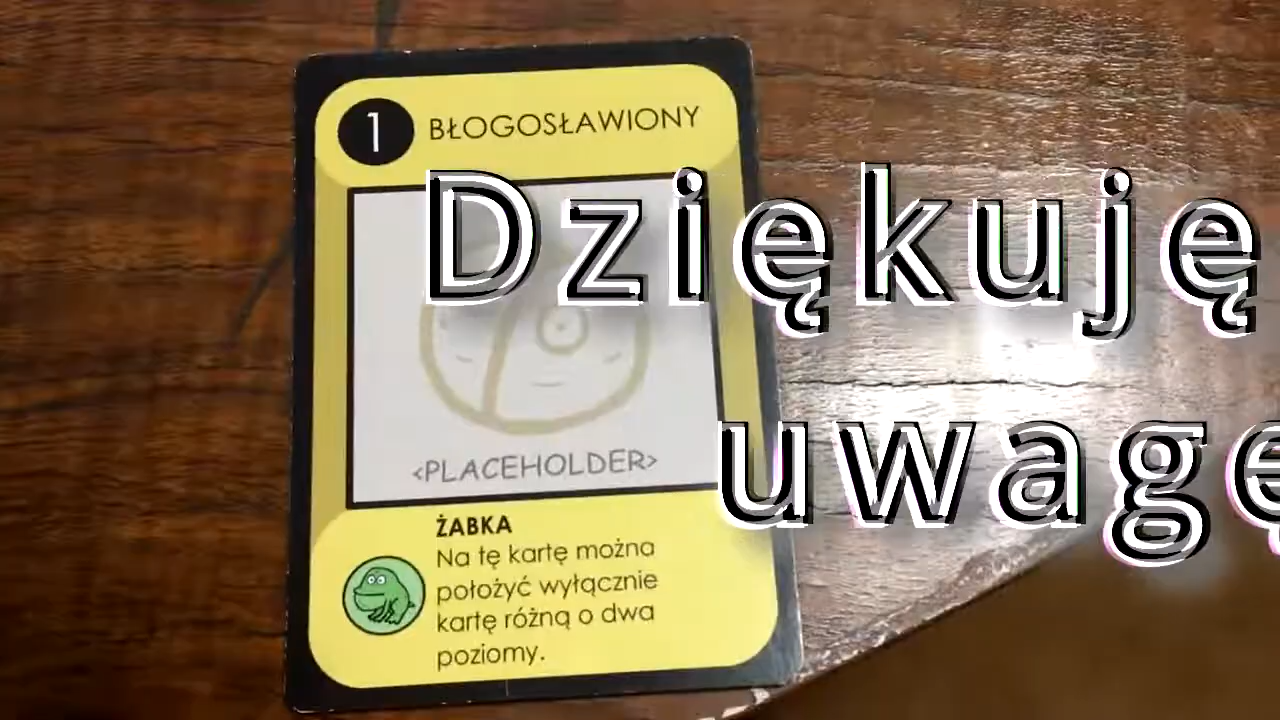 1 BŁOGOSŁAWIONY
Dziękuję
uwagę
<PLACEHOLDER>
ŻABKA
Na tę kartę można
położyć wyłącznie
kartę różną o dwa
poziomy.